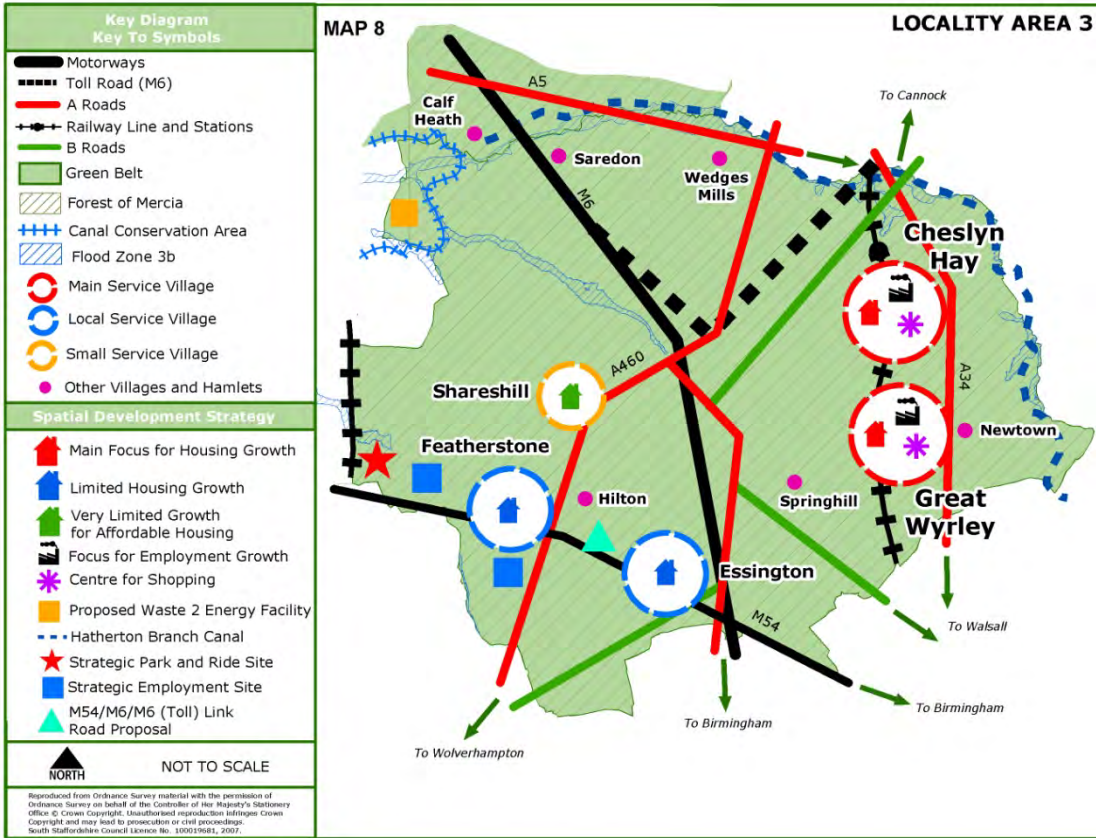 Key Diagram
Key To Symbols
Motorways
Toll Road (M6)
A Roads
Railway Line and Stations
B Roads
Green Belt
Forest of Mercia
Canal Conservation Area
Flood Zone 3b
Main Service Village
Local Service Village
Small Service Village
Other Villages and Hamlets
Spatial Development Strategy
Main Focus for Housing Growth
Limited Housing Growth
Very Limited Growth
for Affordable Housing
Focus for Employment Growth
Centre for Shopping
Proposed Waste 2 Energy Facility
Hatherton Branch Canal
Strategic Park and Ride Site
Strategic Employment Site
M54/M6/M6 (Toll) Link
Road Proposal
NORTH
NOT TO SCALE
Reproduced from Ordnance Survey material with the permission of
Ordnance Survey on behalf of the Controller of Her Majesty's Stationery
Office © Crown Copyright. Unauthorised reproduction infringes Crown
Copyright and may lead to prosecution or civil proceedings.
South Staffordshire Council Licence No. 100019681, 2007.
MAP 8
LOCALITY AREA 3
A5
To Cannock
Calf
Heath
Saredon
Wedges
Mills
M6
Cheslyn
Hay
A460
Shareshill
A34
Newtown
Featherstone
Hilton
Springhill
Great
Wyrley
Essington
M54
To Walsall
To Birmingham
To Birmingham
To Wolverhampton